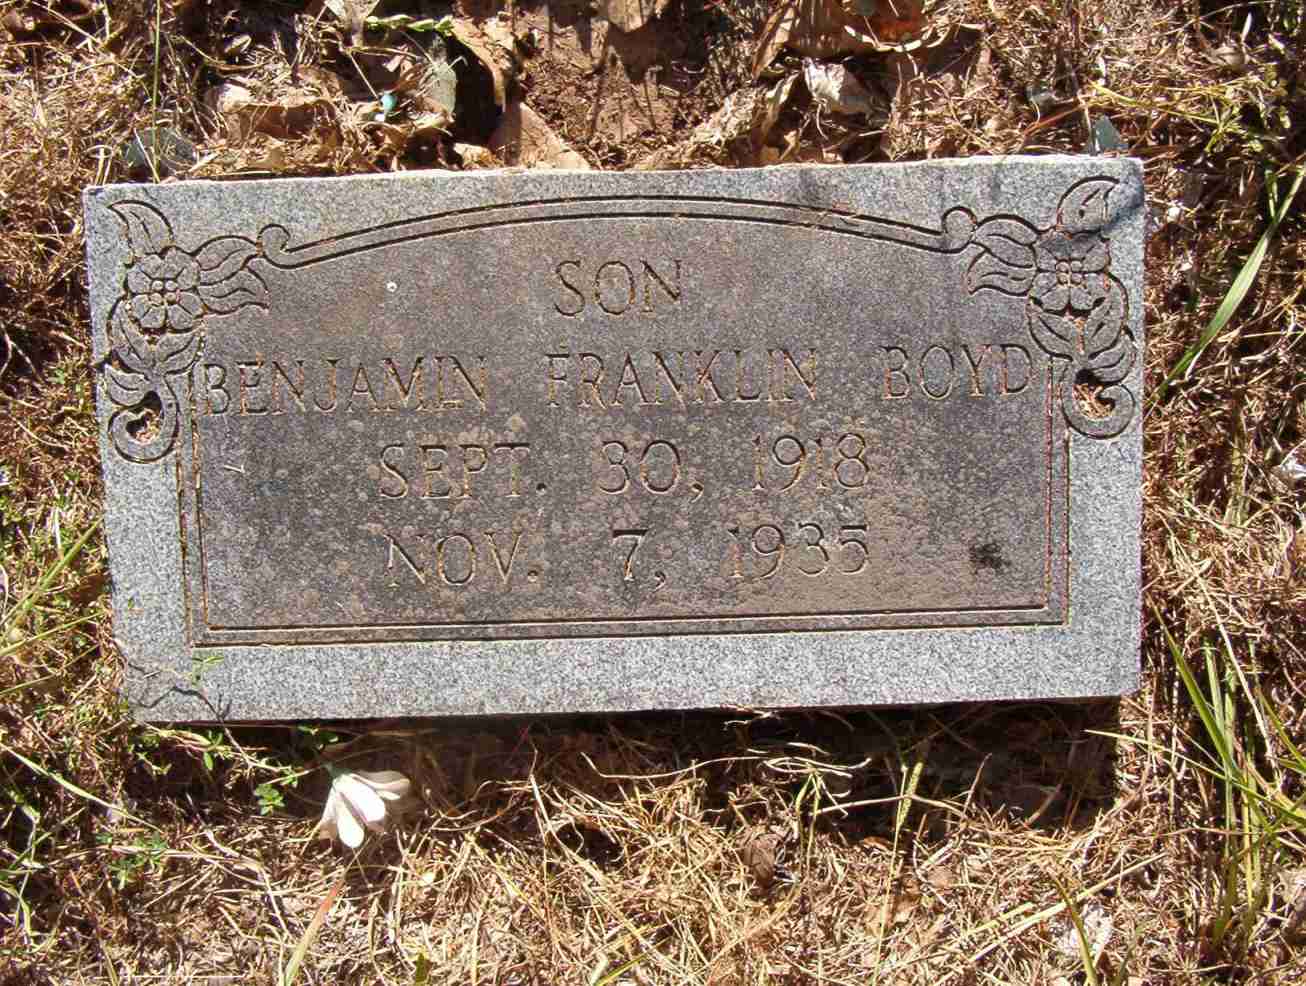 SON
BENJAMIN FRANKLIN BOYD
SEPT. 30, 1918
NOV. 7, 1935